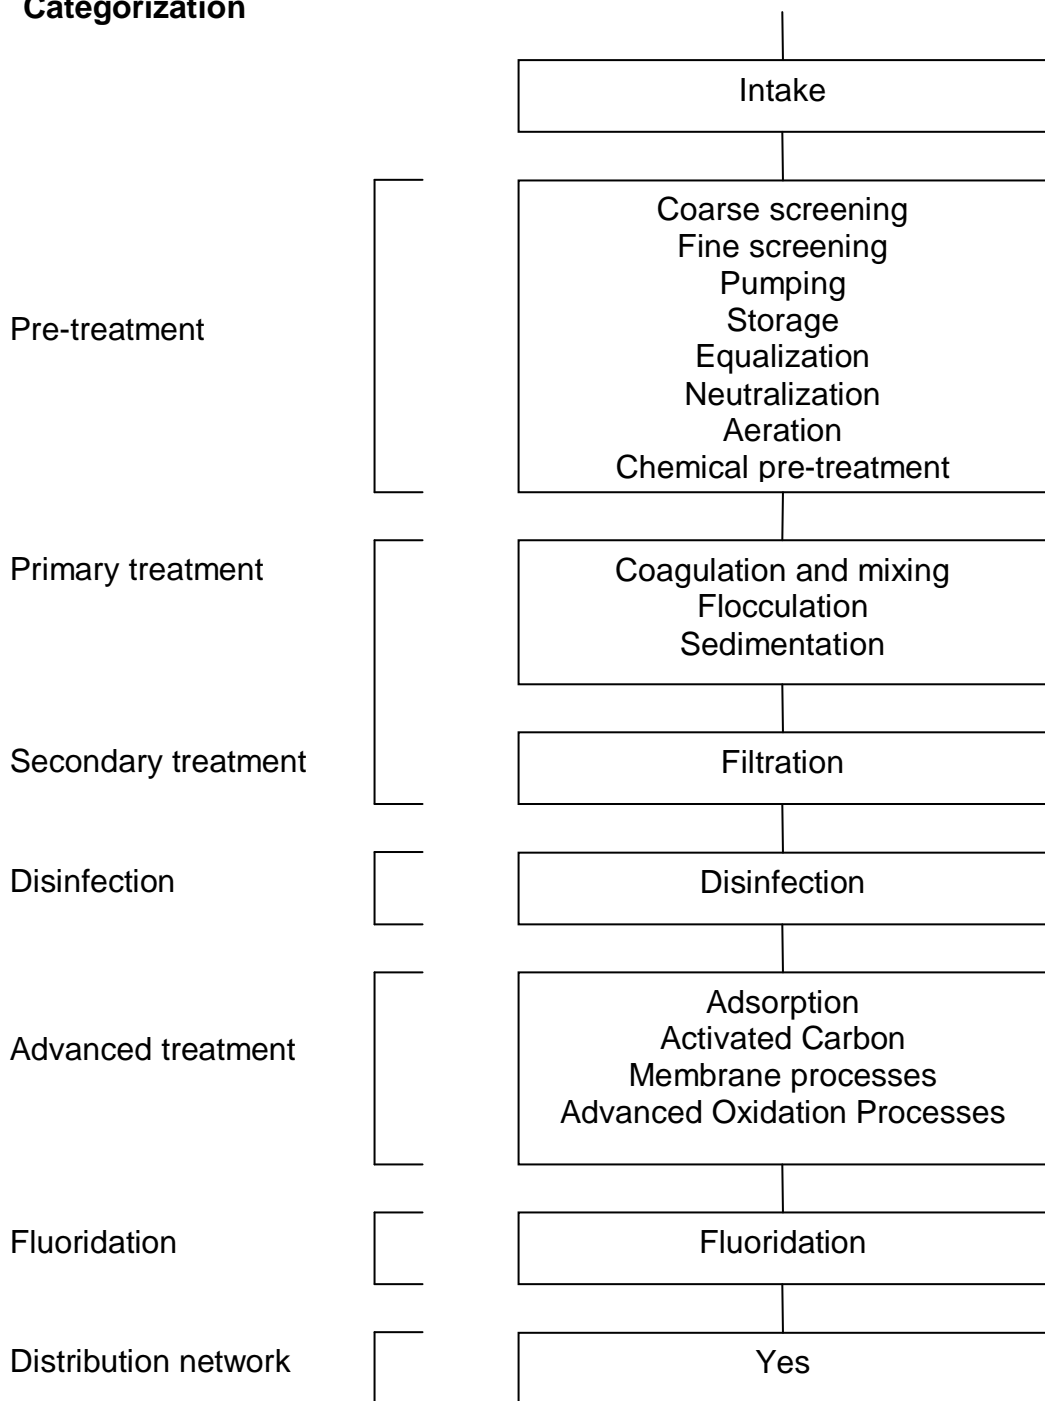 Categorization
Intake
Pre-treatment
Coarse screening
Fine screening
Pumping
Storage
Equalization
Neutralization
Aeration
Chemical pre-treatment
Primary treatment
Coagulation and mixing
Flocculation
Sedimentation
Secondary treatment
Filtration
Disinfection
Disinfection
Advanced treatment
Adsorption
Activated Carbon
Membrane processes
Advanced Oxidation Processes
Fluoridation
Fluoridation
Distribution network
Yes